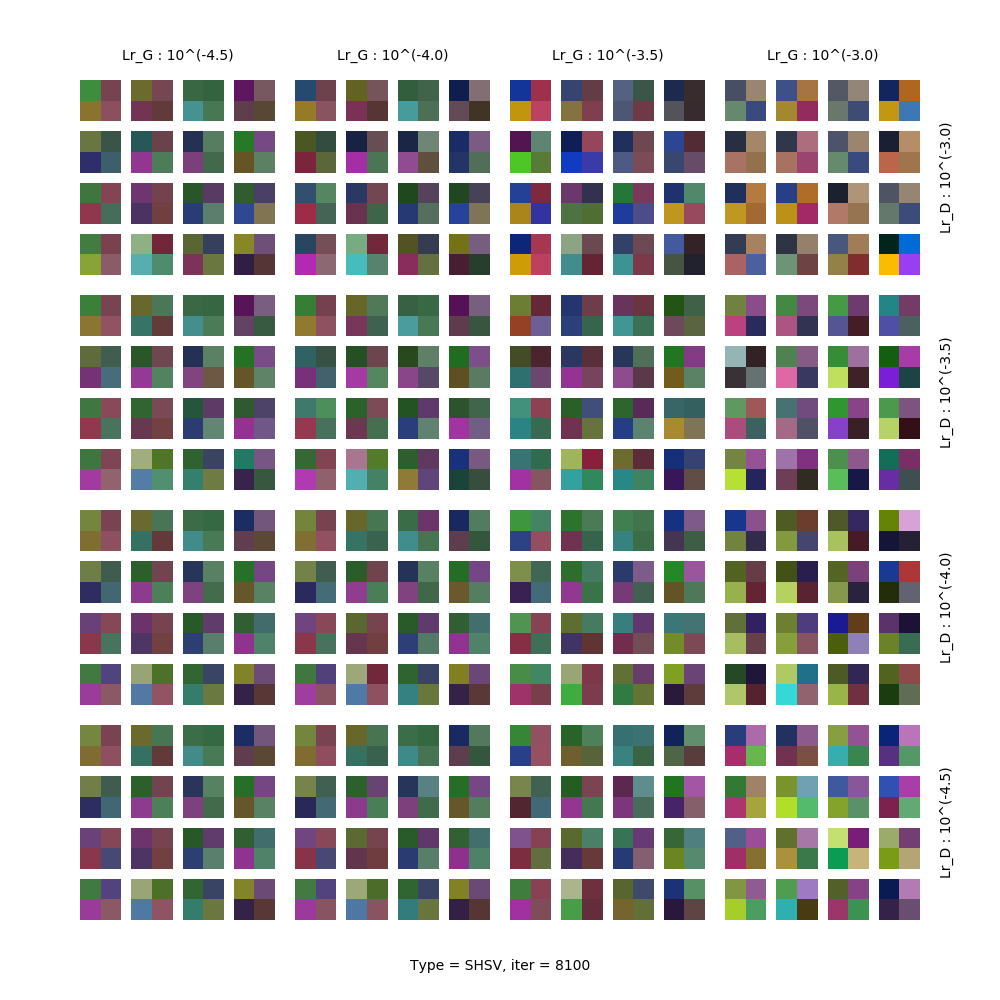 Lr_G : 10^(-4.5)
Lr_G : 10^(-4.0)
Lr_G : 10^(-3.5)
Lr_G : 10^(-3.0)
Lr_D : 10^(-3.0)
Lr_D : 10^(-3.5)
Lr_D : 10^(-4.0)
Lr_D : 10^(-4.5)
Type = SHSV, iter = 8100